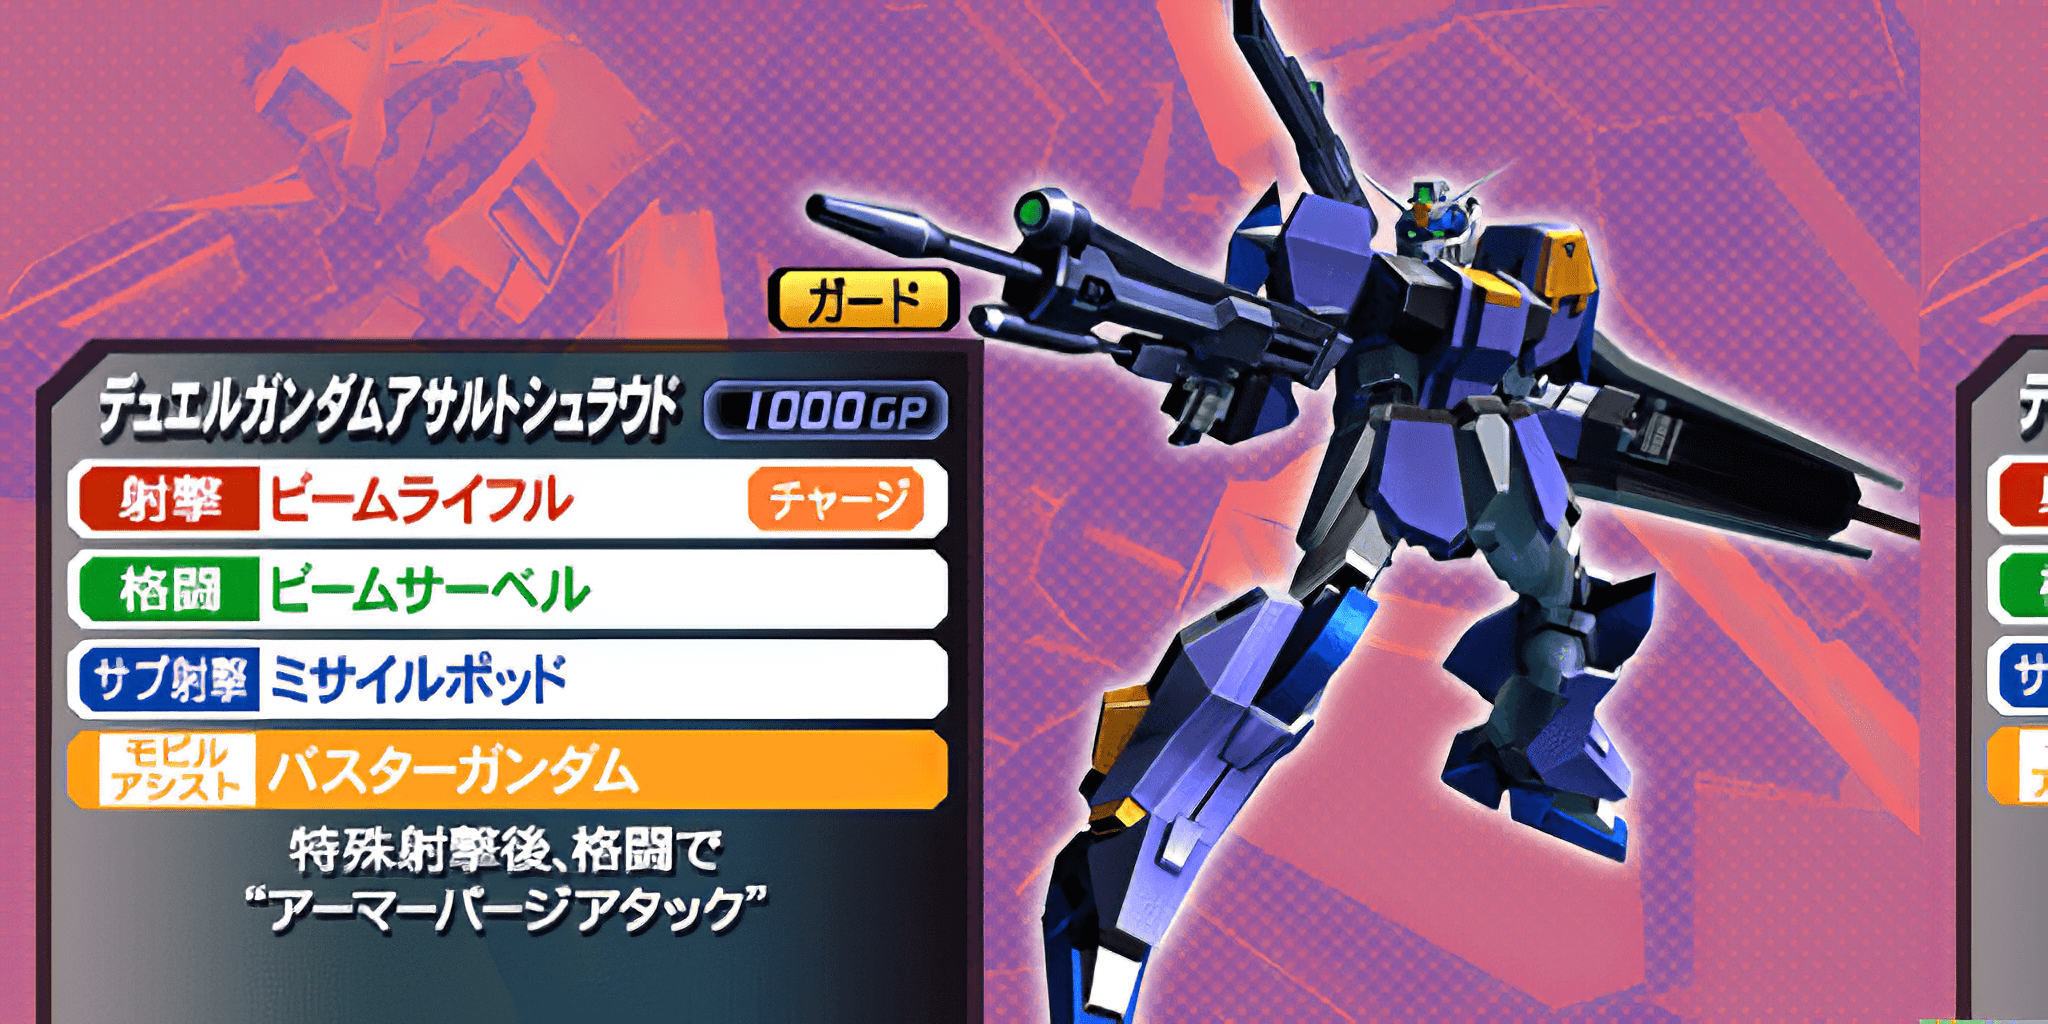 ガード
デュエルガンダムアサルトシュラウド 1000GP
射撃 ビームライフル チャージ
格闘 ビームサーベル
サブ射撃 ミサイルポッド
モビル
アシスト バスターガンダム
特殊射撃後、格闘で
“アーマーパージアタック”